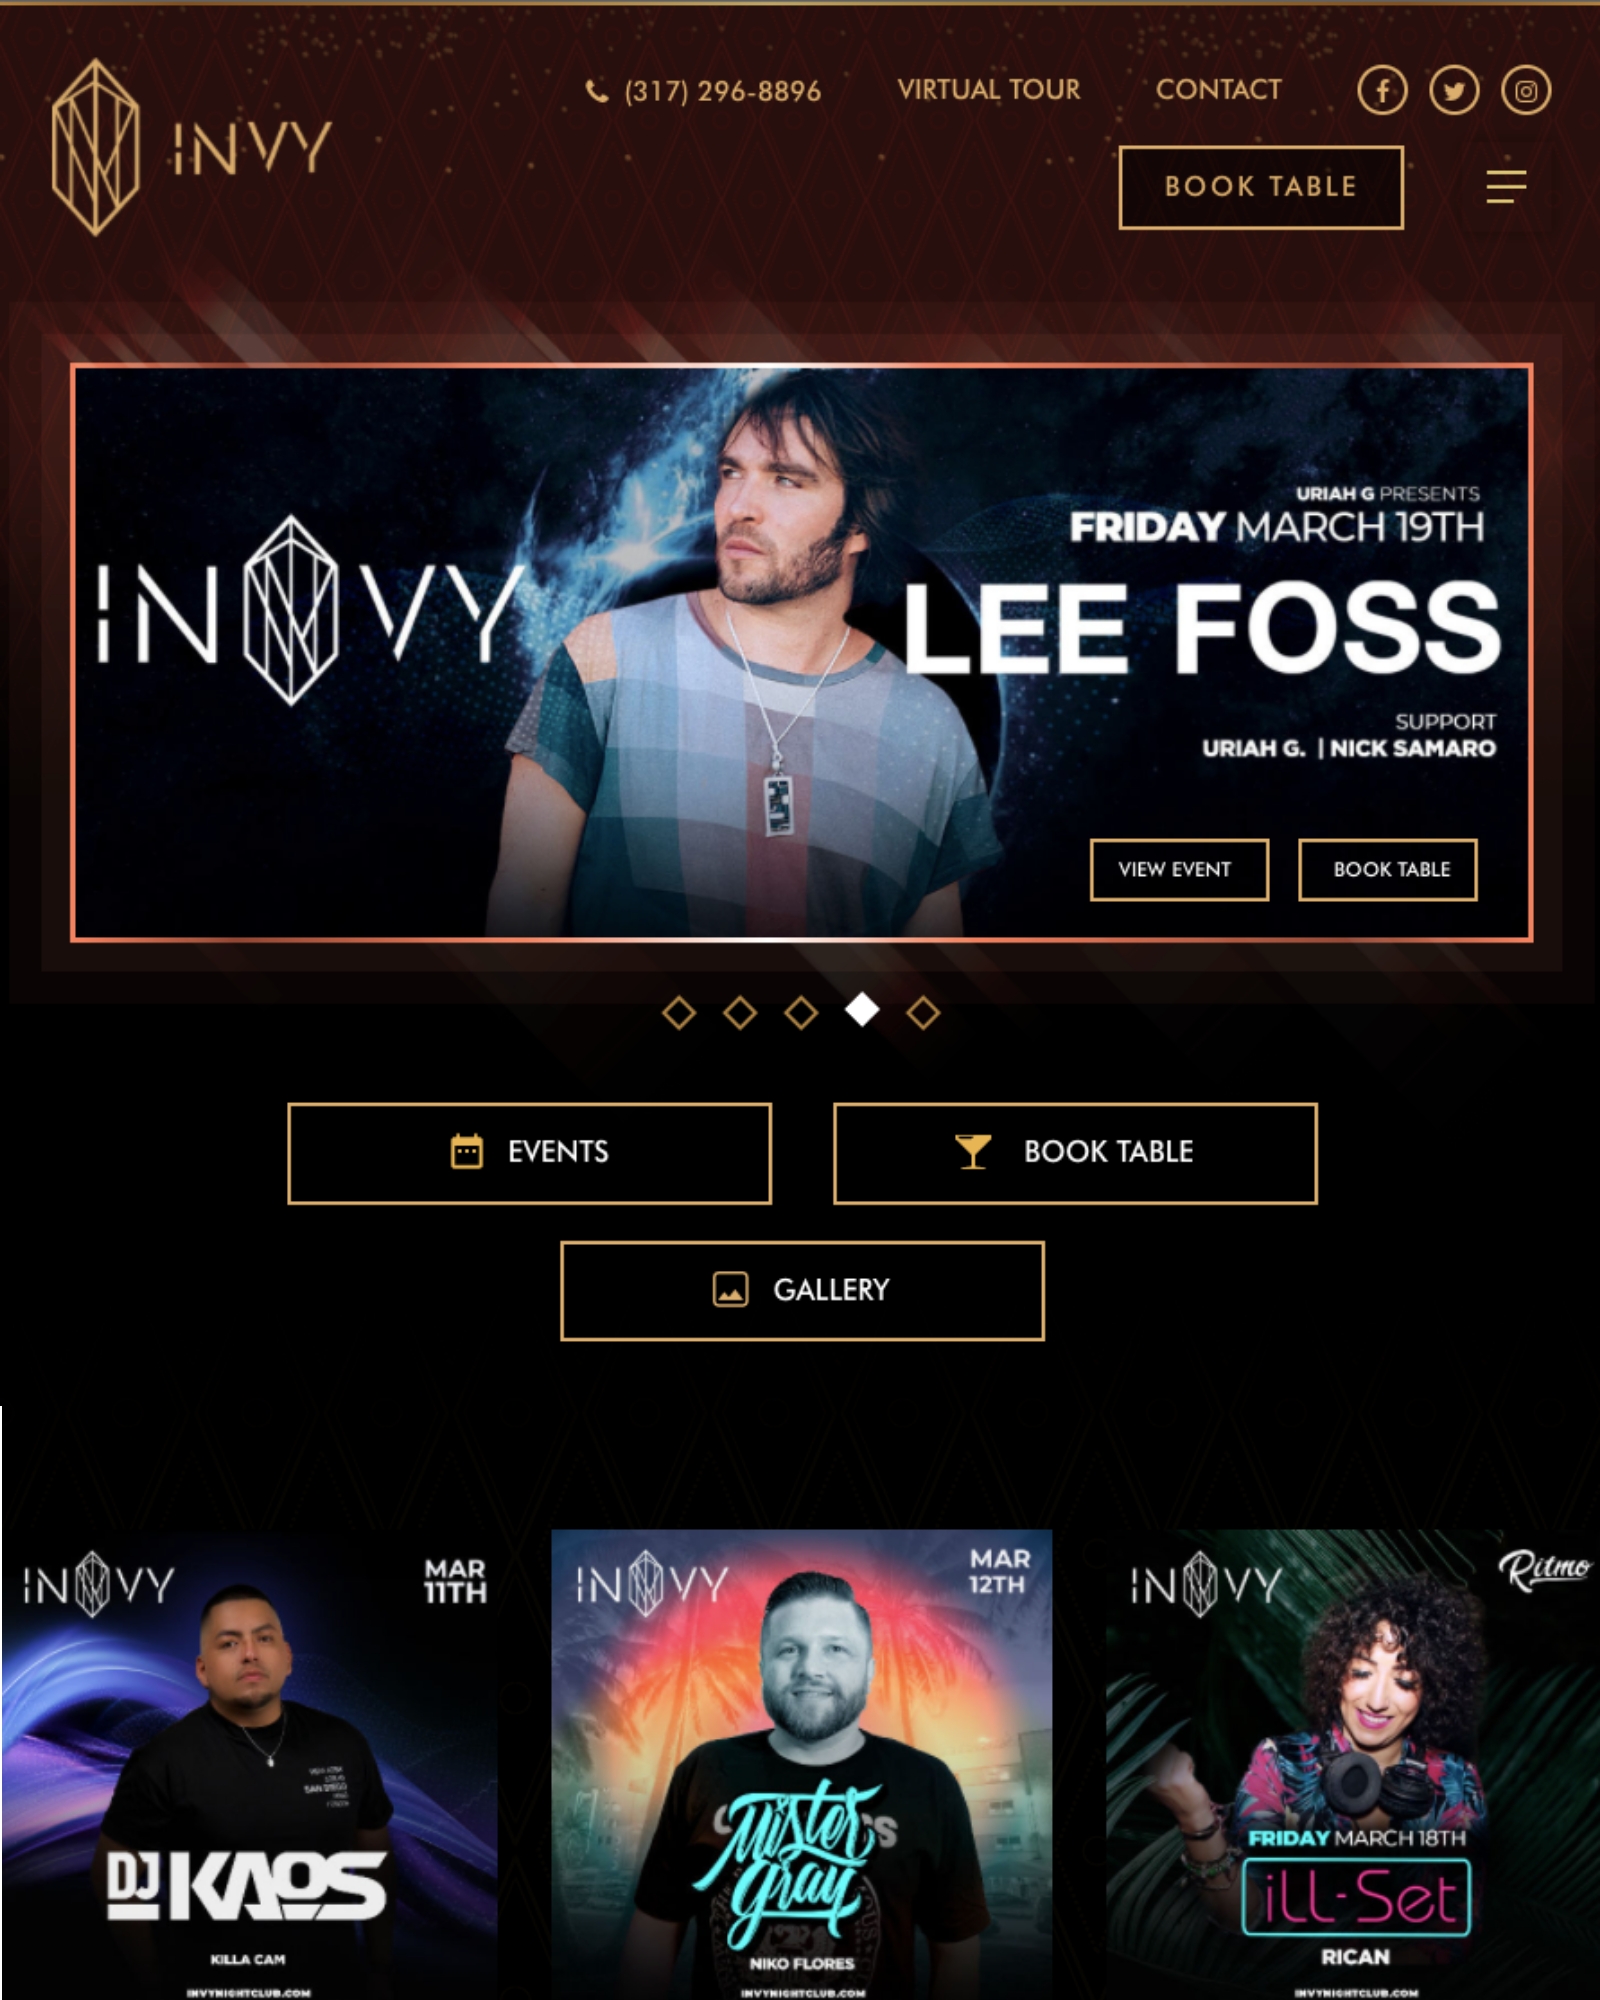 INVY
(317) 296-8896
VIRTUAL TOUR
CONTACT
BOOK TABLE
INVY
URIAH G PRESENTS
FRIDAY MARCH 19TH
LEE FOSS
SUPPORT
URIAH G. | NICK SAMARO
VIEW EVENT
BOOK TABLE
EVENTS
BOOK TABLE
GALLERY
INVY
MAR
11TH
SAN DIEGO
DJ KAOS
KILLA CAM
INVYNIGHTCLUB.COM
INVY
MAR
12TH
Mister
Gray
NIKO FLORES
INVYNIGHTCLUB.COM
INVY
Ritmo
FRIDAY MARCH 18TH
iLL-Set
RICAN
INVYNIGHTCLUB.COM